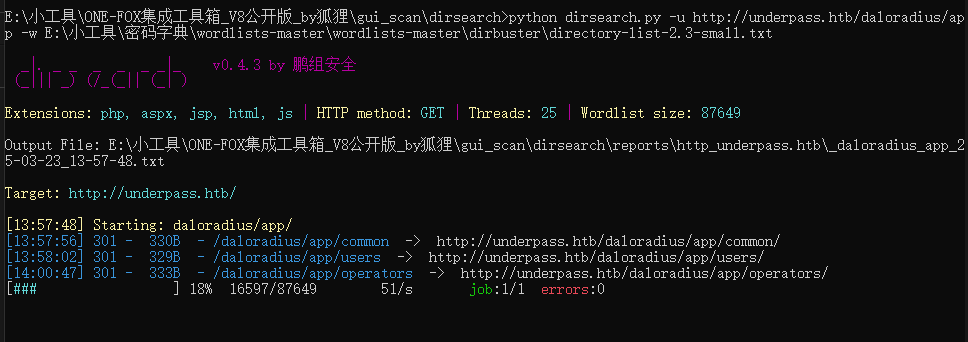 E:\小工具\ONE-FOX集成工具箱_V8公开版_by狐狸\gui_scan\dirsearch>python dirsearch.py -u http://underpass.htb/daloradius/ap
p -w E:\小工具\密码字典\wordlists-master\wordlists-master\dirbuster\directory-list-2.3-small.txt
v0.4.3 by 鹏组安全
Extensions: php, aspx, jsp, html, js | HTTP method: GET | Threads: 25 | Wordlist size: 87649
Output File: E:\小工具\ONE-FOX集成工具箱_V8公开版_by狐狸\gui_scan\dirsearch\reports\http_underpass.htb\_daloradius_app_2
5-03-23_13-57-48.txt
Target: http://underpass.htb/
[13:57:48] Starting: daloradius/app/
[13:57:56] 301 -  330B  - /daloradius/app/common  ->  http://underpass.htb/daloradius/app/common/
[13:58:02] 301 -  329B  - /daloradius/app/users  ->  http://underpass.htb/daloradius/app/users/
[14:00:47] 301 -  333B  - /daloradius/app/operators  ->  http://underpass.htb/daloradius/app/operators/
[###                 ] 18%  16597/87649        51/s       job:1/1  errors:0